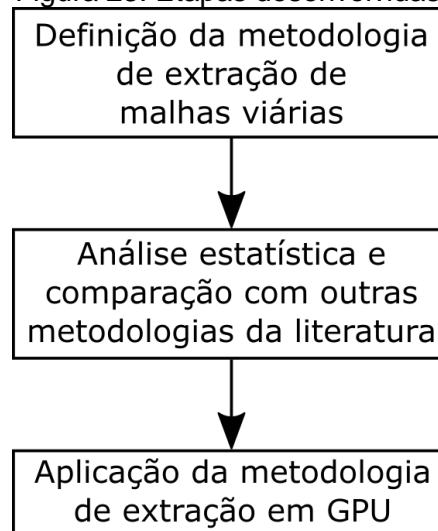 Definição da metodologia
de extração de
malhas viárias
Análise estatística e
comparação com outras
metodologias da literatura
Aplicação da metodologia
de extração em GPU